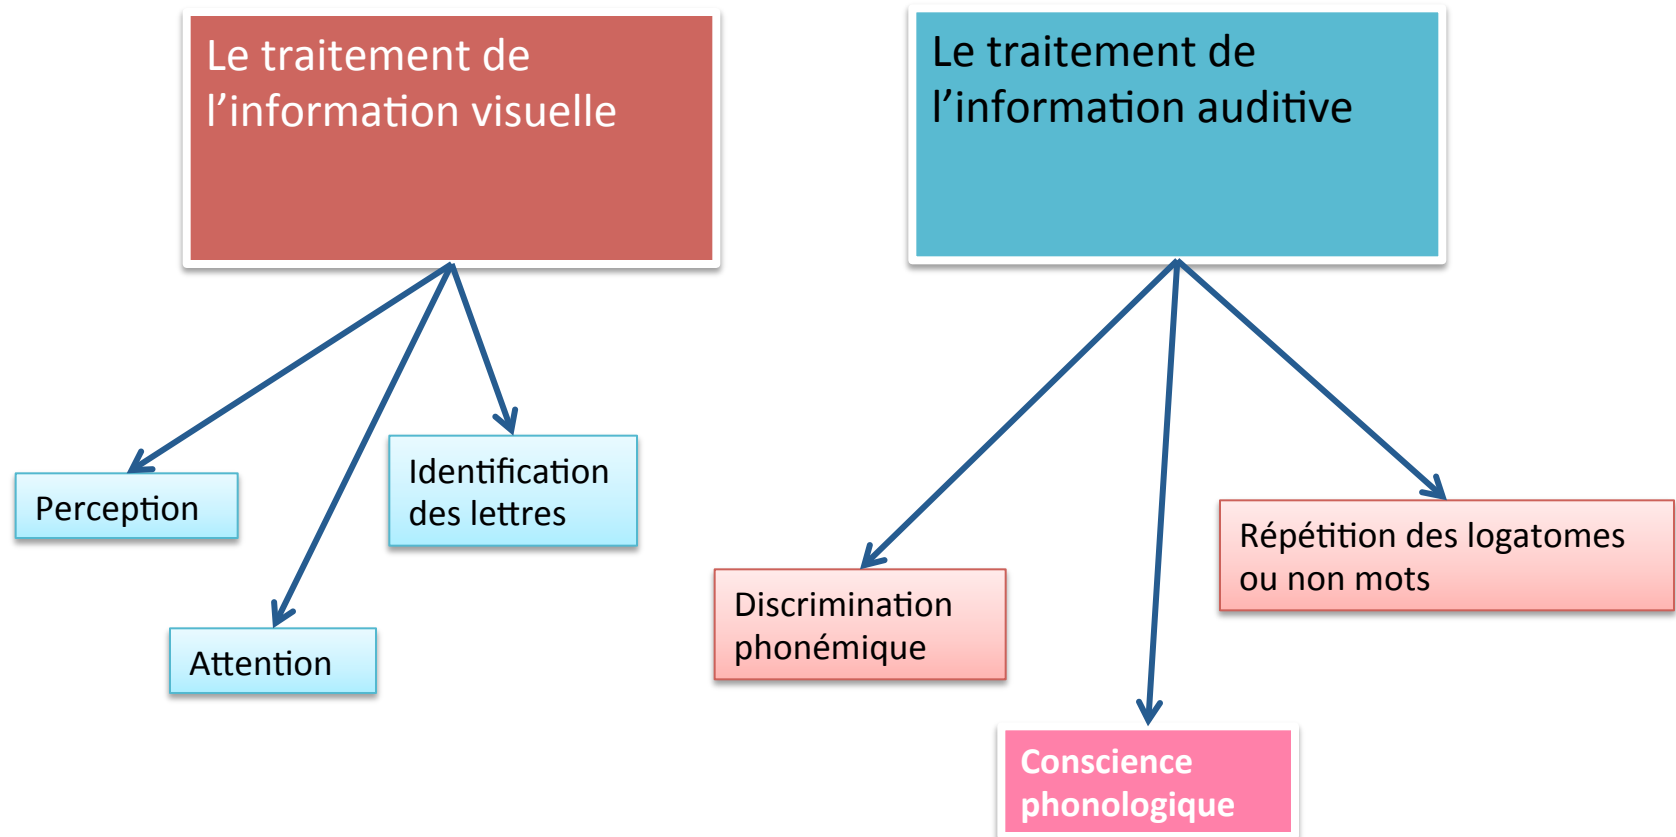 Le traitement de
l’information visuelle
Le traitement de
l’information auditive
Perception
Identification
des lettres
Attention
Discrimination
phonémique
Répétition des logatomes
ou non mots
Conscience
phonologique